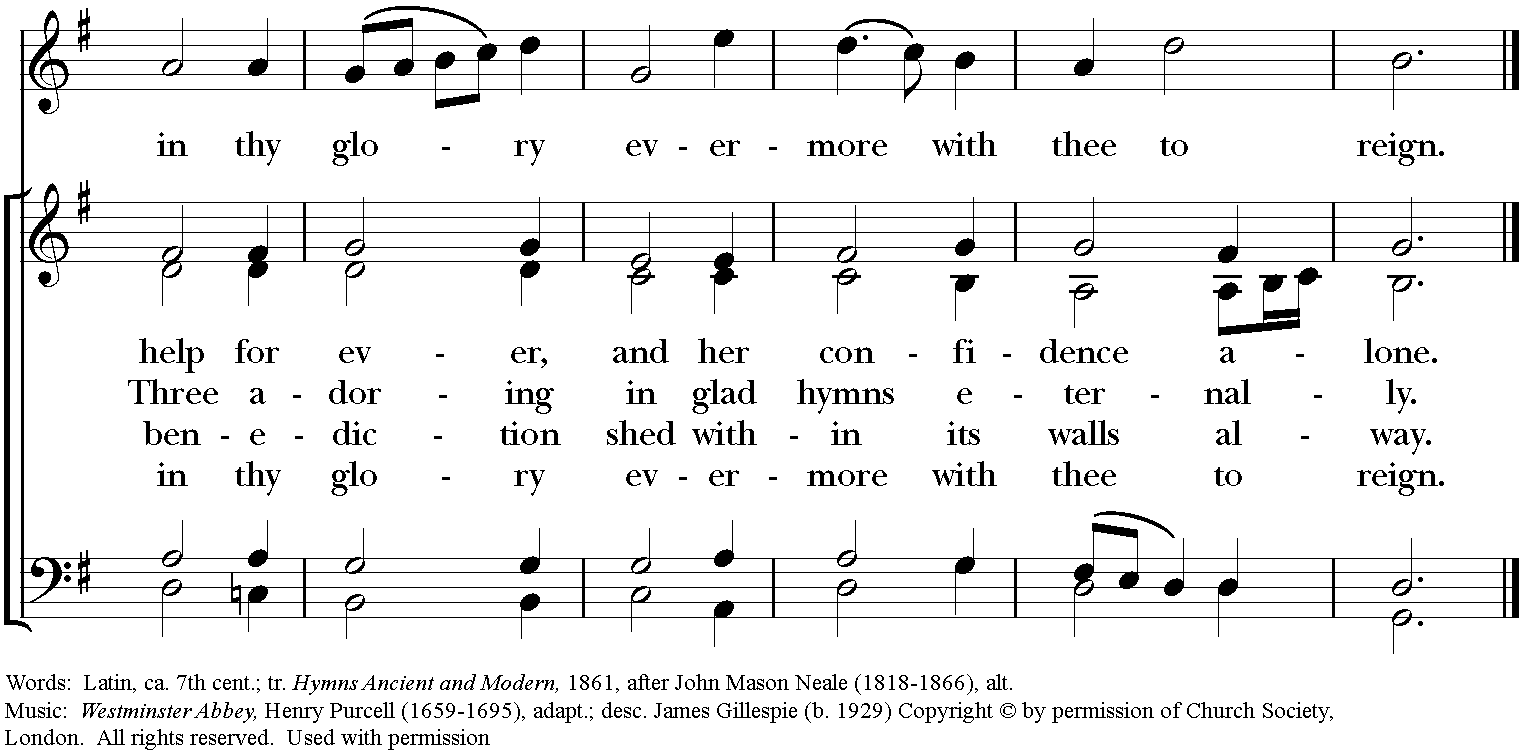 in thy glo - ry ev - er - more with thee to reign.
help for ev - er, and her con - fi - dence a - lone.
Three a - dor - ing in glad hymns e - ter - nal - ly.
ben - e - dic - tion shed with - in its walls al - way.
in thy glo - ry ev - er - more with thee to reign.
Words: Latin, ca. 7th cent.; tr. Hymns Ancient and Modern, 1861, after John Mason Neale (1818-1866), alt.
Music: Westminster Abbey, Henry Purcell (1659-1695), adapt.; desc. James Gillespie (b. 1929) Copyright © by permission of Church Society,
London. All rights reserved. Used with permission